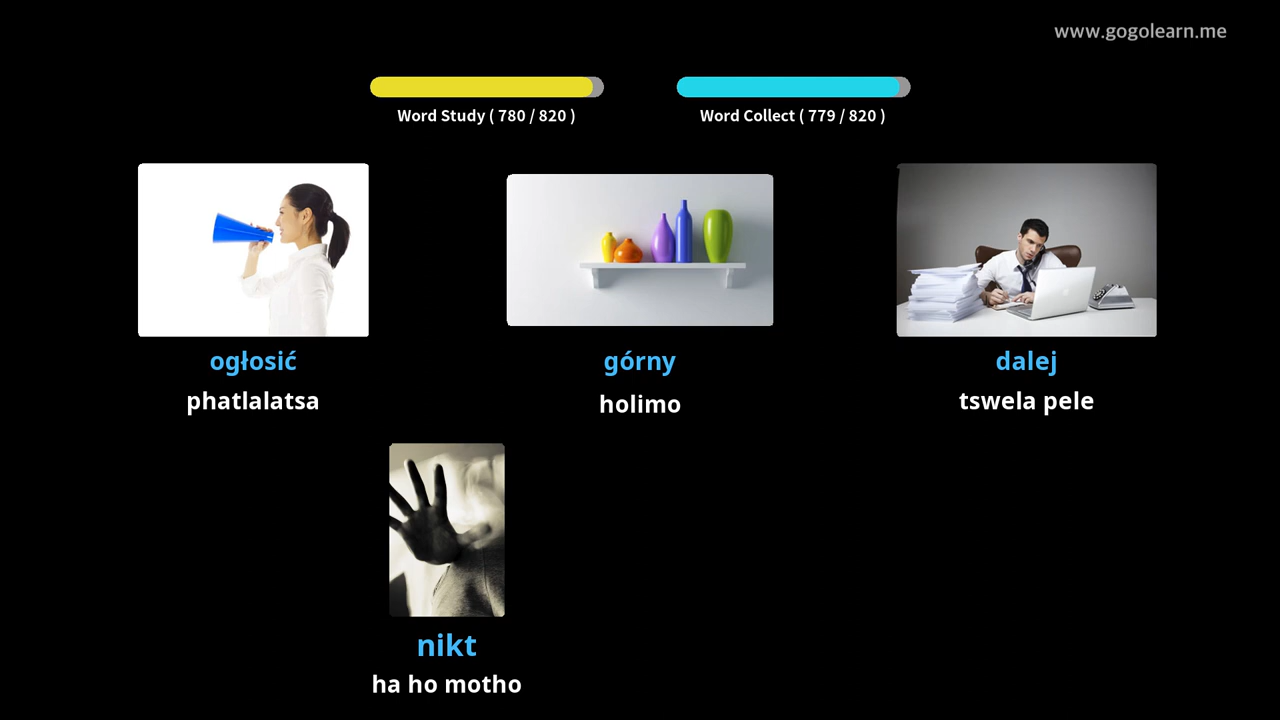 www.gogolearn.me
Word Study ( 780 / 820 )
Word Collect ( 779 / 820 )
ogłosić
phatlalatsa
górny
holimo
dalej
tswela pele
nikt
ha ho motho